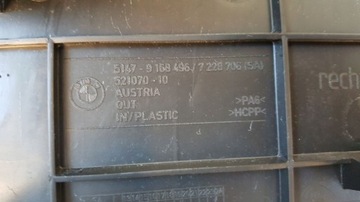 5147-9 168 496 / 7 228 706
521070-10
AUSTRIA
OUT
IN/PLASTIC
>PA6<
>HCPP<
rech